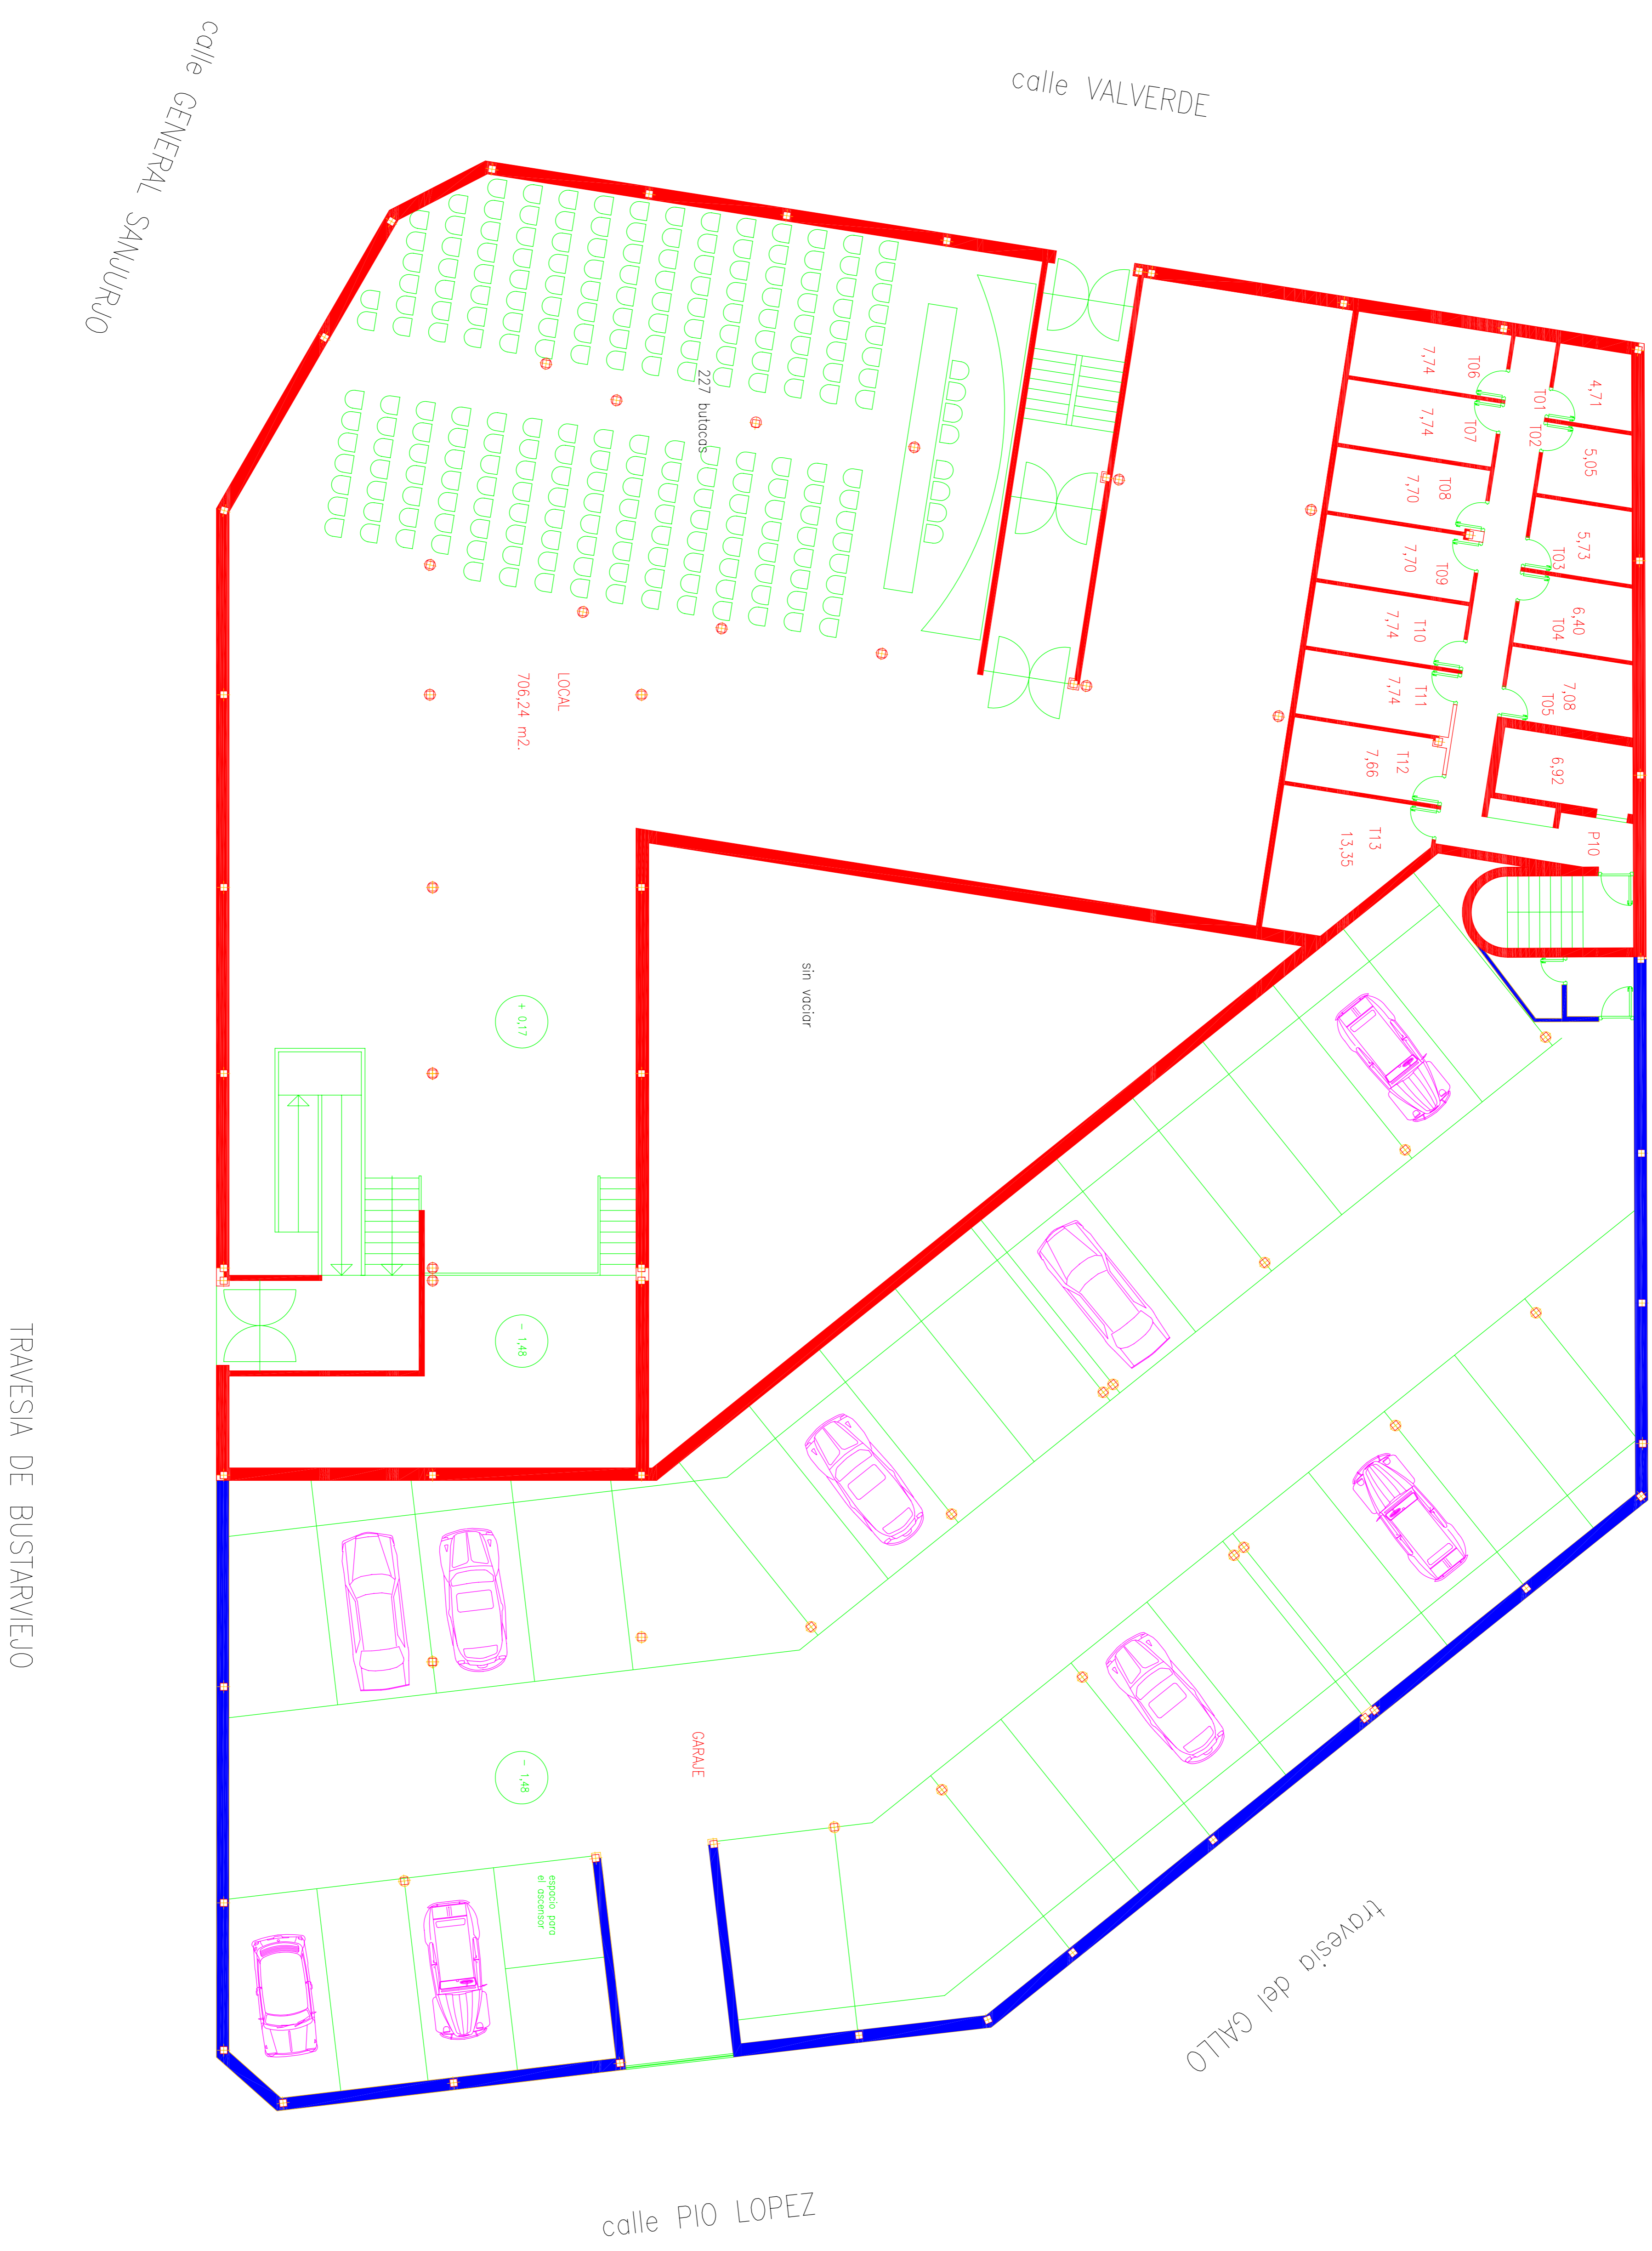 calle GENERAL SANJURJO
calle VALVERDE
227 butacas
LOCAL
706,24 m2.
sin vaciar
+ 0,17
- 1,48
T06
7,74
T07
7,74
T08
7,70
T09
7,70
T10
7,74
T11
7,74
T12
7,66
T13
13,35
4,71
T01
5,05
T02
5,73
T03
6,40
T04
7,08
T05
6,92
P10
GARAJE
- 1,48
espacio para
el ascensor
TRAVESIA DE BUSTARVIEJO
travesia del GALLO
calle PIO LOPEZ